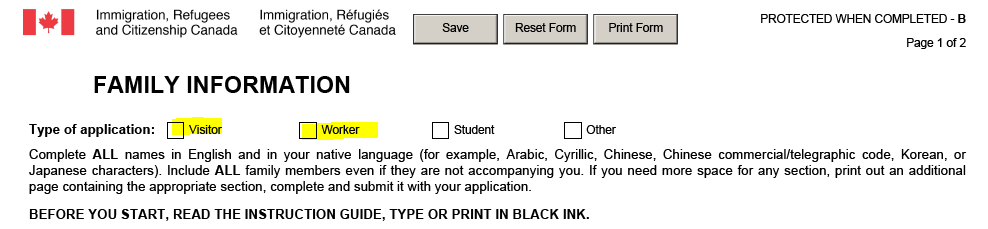 Immigration, Refugees and Citizenship Canada
Immigration, Réfugiés et Citoyenneté Canada
Save
Reset Form
Print Form
PROTECTED WHEN COMPLETED - B
Page 1 of 2
FAMILY INFORMATION
Type of application: Visitor Worker Student Other
Complete ALL names in English and in your native language (for example, Arabic, Cyrillic, Chinese, Chinese commercial/telegraphic code, Korean, or
Japanese characters). Include ALL family members even if they are not accompanying you. If you need more space for any section, print out an additional
page containing the appropriate section, complete and submit it with your application.
BEFORE YOU START, READ THE INSTRUCTION GUIDE, TYPE OR PRINT IN BLACK INK.